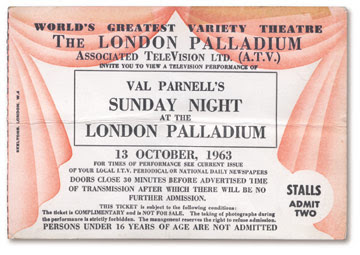 WORLD'S GREATEST VARIETY THEATRE
THE LONDON PALLADIUM
ASSOCIATED TELEVISION LTD. (A.T.V.)
INVITE YOU TO VIEW A TELEVISION PERFORMANCE OF
VAL PARNELL'S
SUNDAY NIGHT
AT THE
LONDON PALLADIUM
13 OCTOBER, 1963
FOR TIMES OF PERFORMANCE SEE CURRENT ISSUE
OF YOUR LOCAL I.T.V. PERIODICAL OR NATIONAL DAILY NEWSPAPERS
DOORS CLOSE 30 MINUTES BEFORE ADVERTISED TIME
OF TRANSMISSION AFTER WHICH THERE WILL BE NO
FURTHER ADMISSION.
THIS TICKET is subject to the following conditions:
The ticket is COMPLIMENTARY and is NOT FOR SALE. The taking of photographs during
the performance is strictly forbidden. The management reserves the right to refuse admission.
PERSONS UNDER 16 YEARS OF AGE ARE NOT ADMITTED
STALLS
ADMIT
TWO